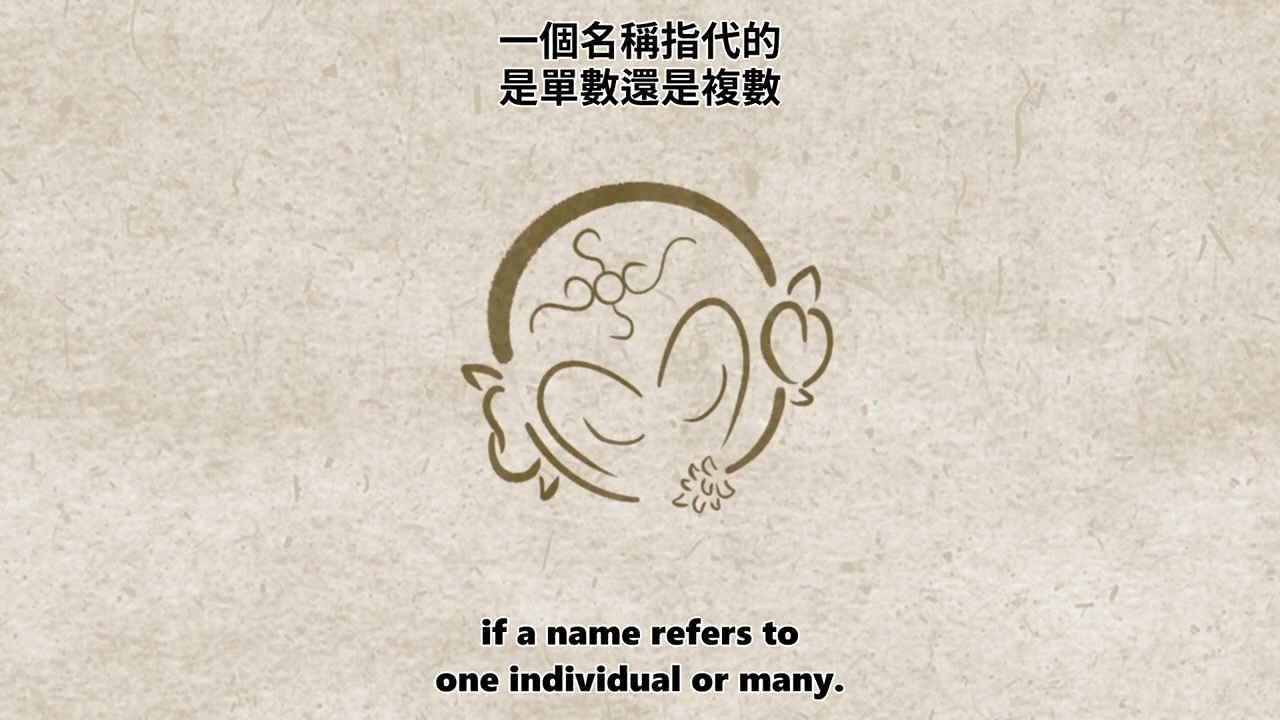 一個名稱指代的
是單數還是複數
if a name refers to
one individual or many.